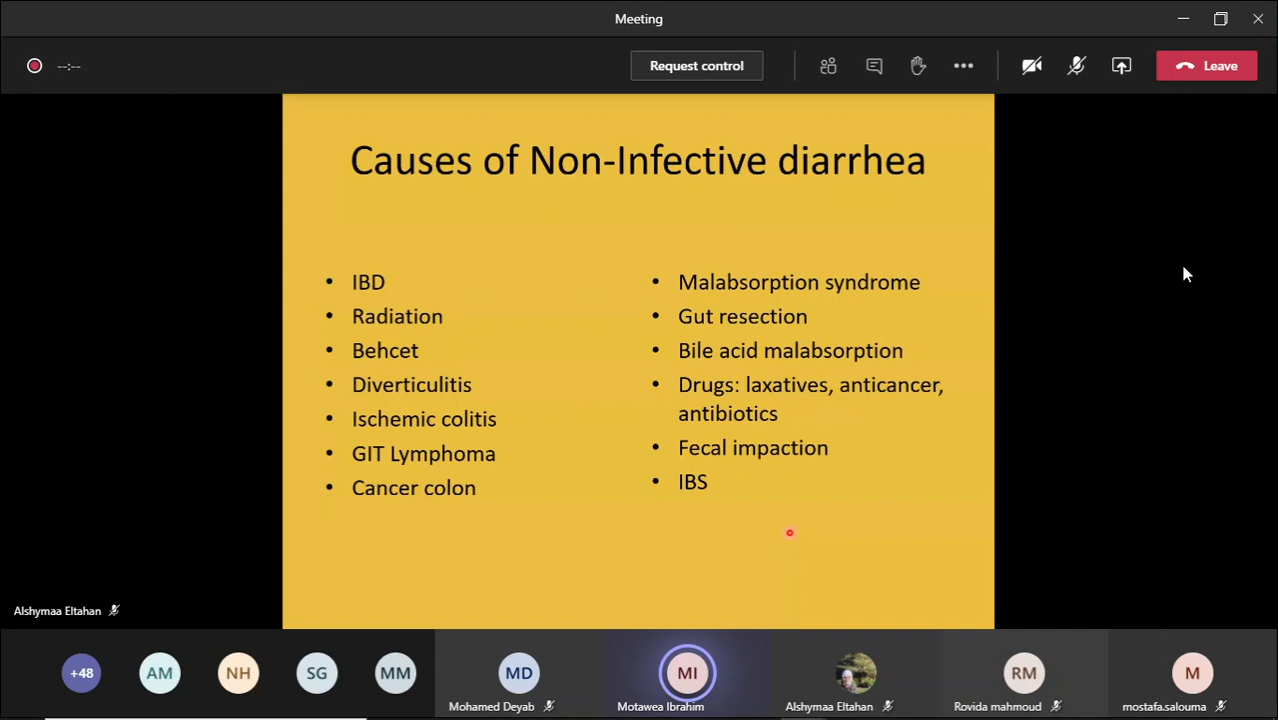 Meeting
--:--
Request control
Leave
Causes of Non-Infective diarrhea
• IBD
• Radiation
• Behcet
• Diverticulitis
• Ischemic colitis
• GIT Lymphoma
• Cancer colon
• Malabsorption syndrome
• Gut resection
• Bile acid malabsorption
• Drugs: laxatives, anticancer,
antibiotics
• Fecal impaction
• IBS
Alshymaa Eltahan
+48
AM
NH
SG
MM
MD
Mohamed Deyab
MI
Motawea Ibrahim
Alshymaa Eltahan
RM
Rovida mahmoud
M
mostafa.salouma